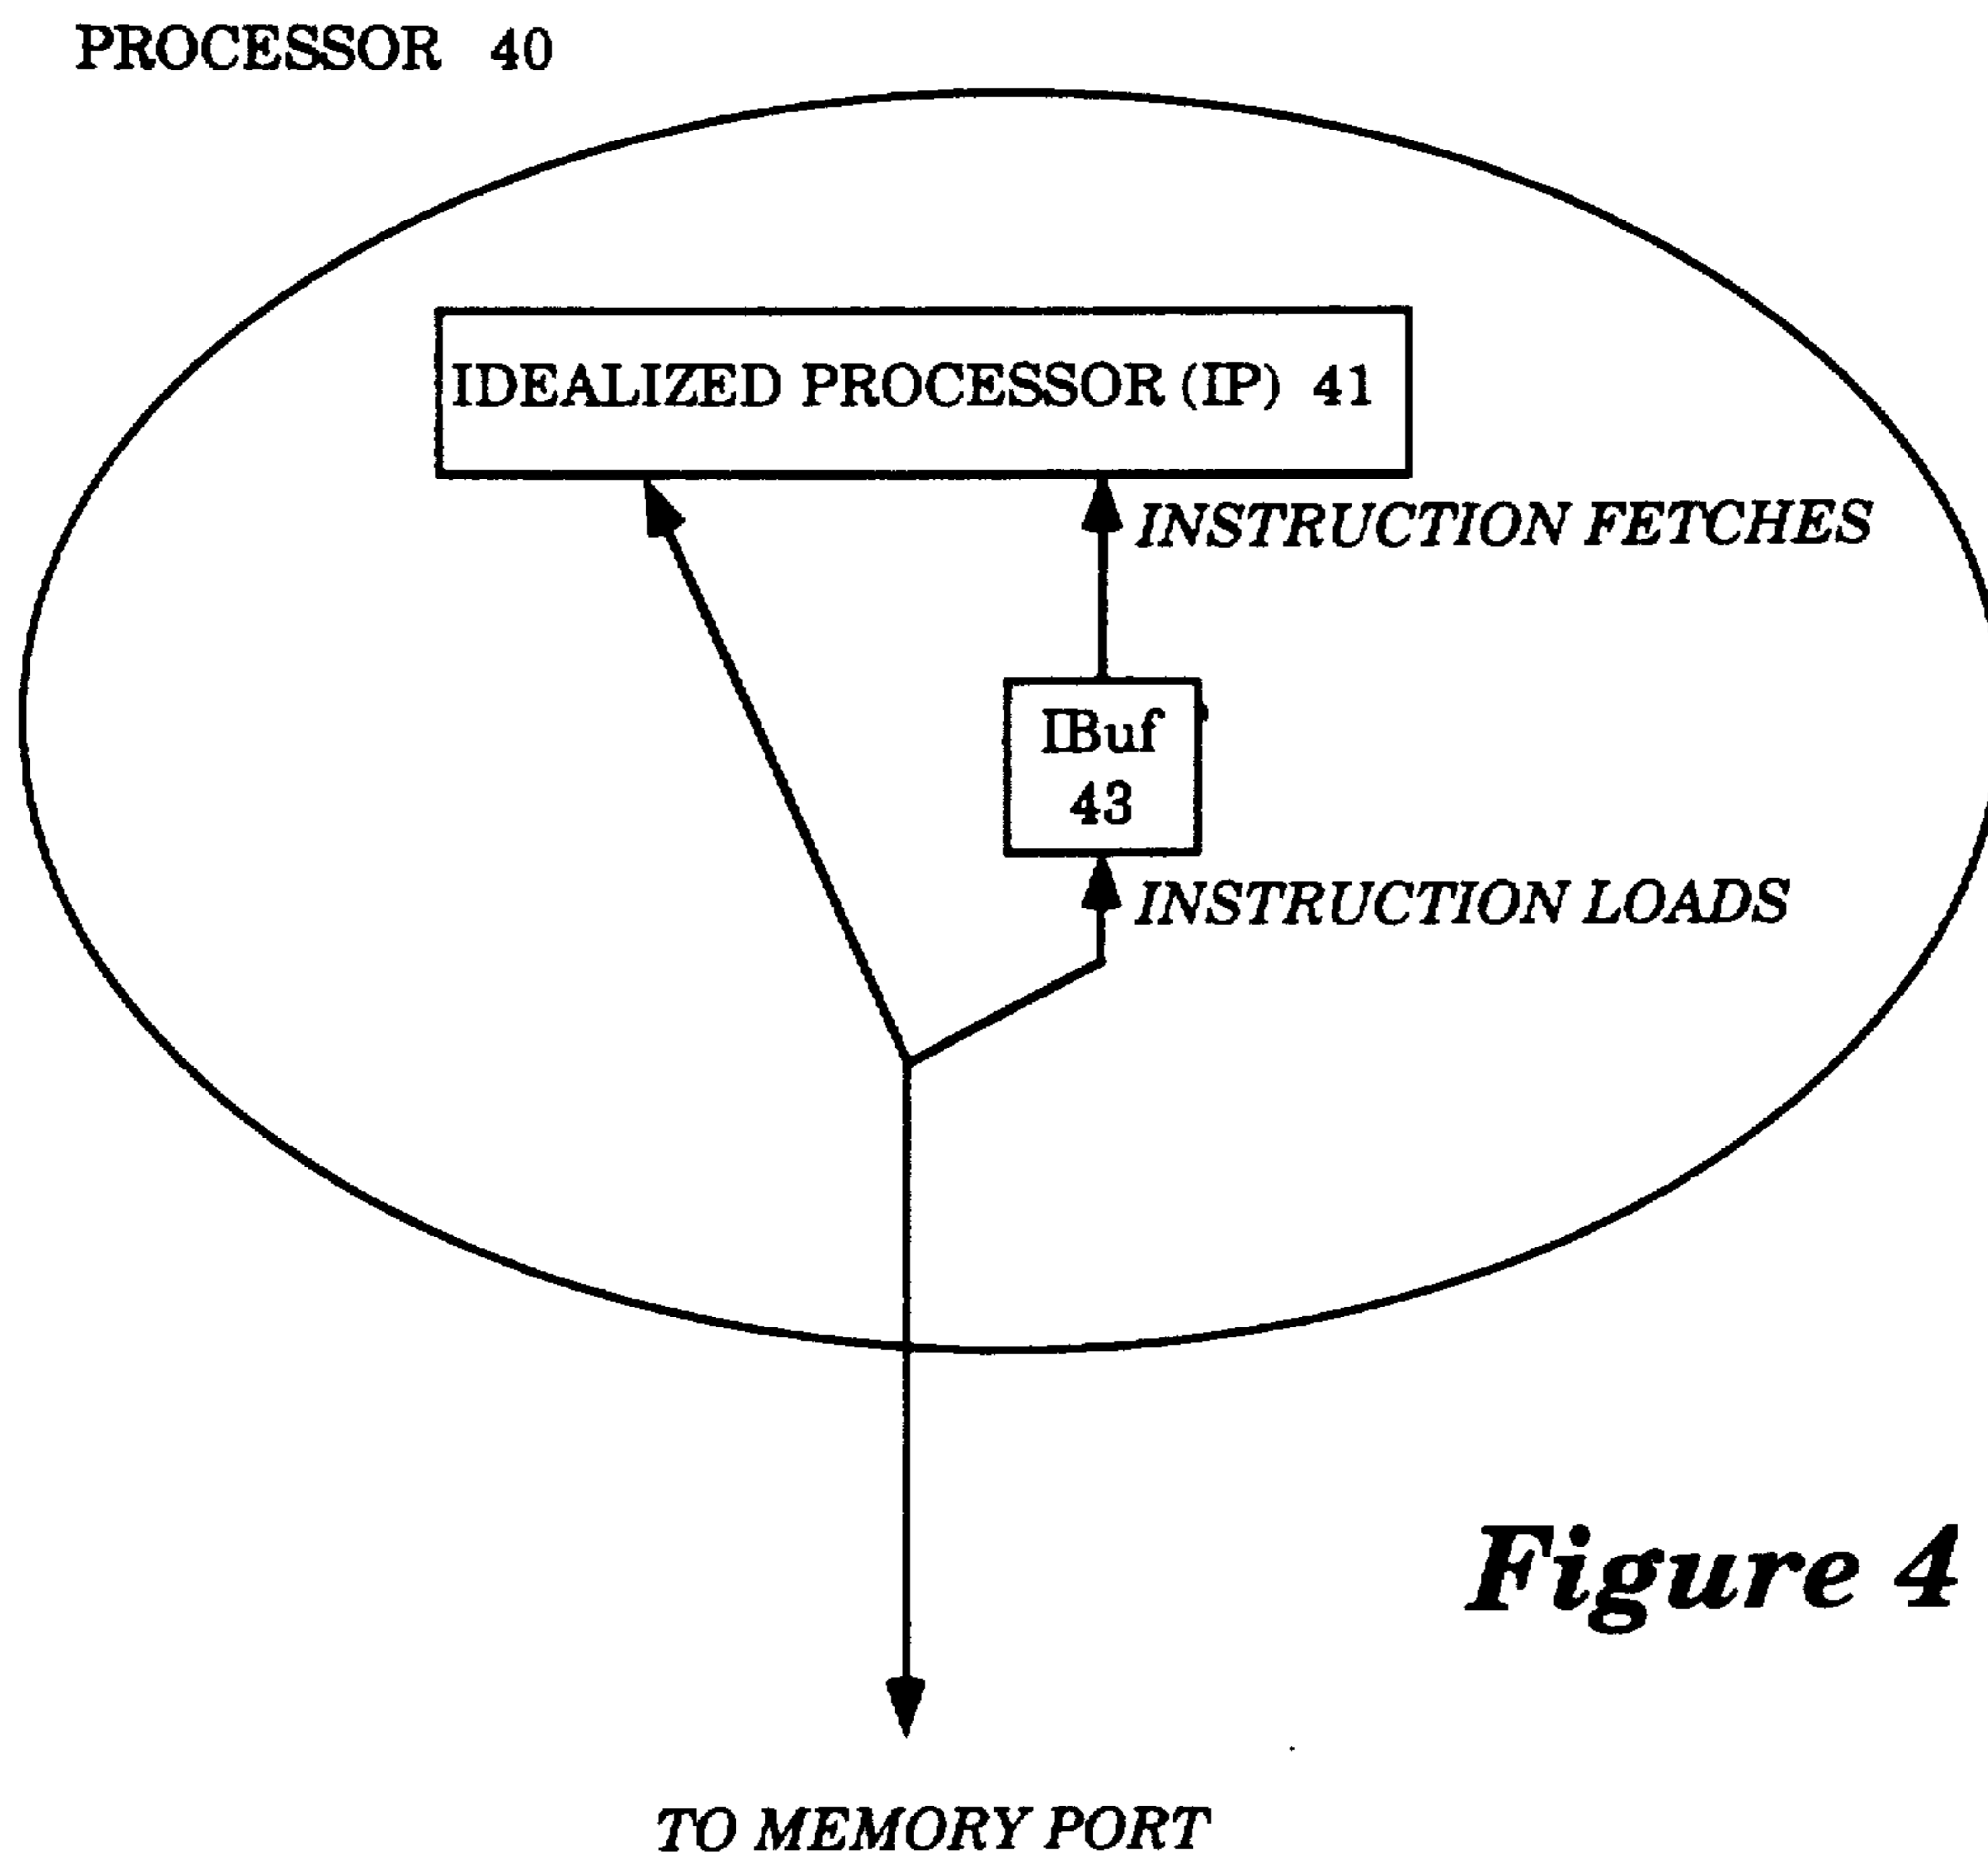 PROCESSOR 40
IDEALIZED PROCESSOR (IP) 41
INSTRUCTION FETCHES
IBuf
43
INSTRUCTION LOADS
Figure 4
TO MEMORY PORT